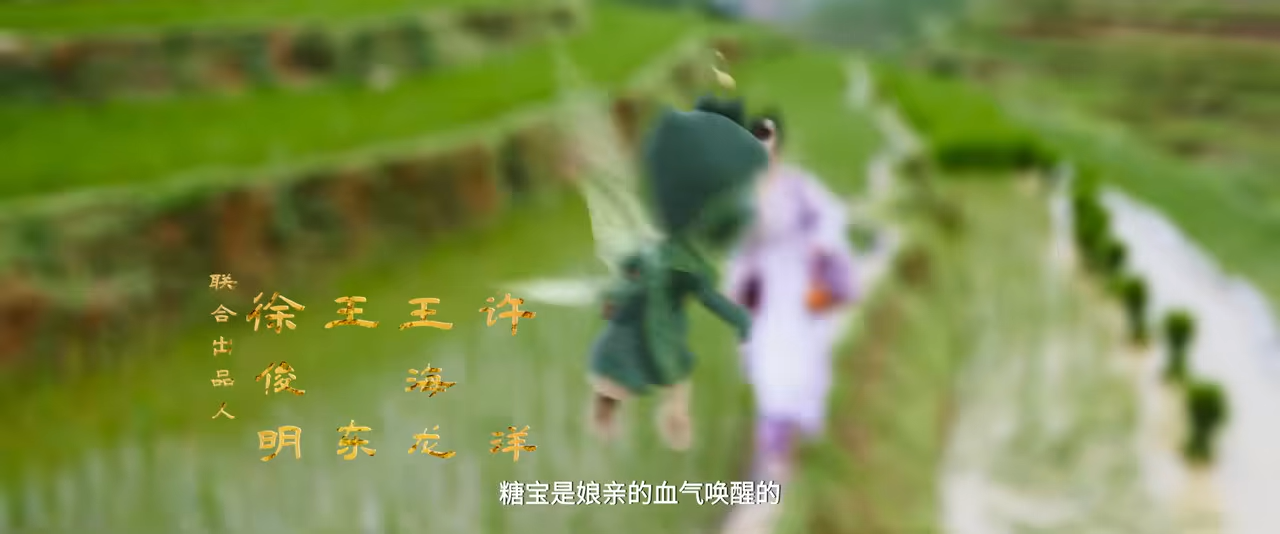 联合出品人
徐俊明
王东
王海龙
许洋
糖宝是娘亲的血气唤醒的